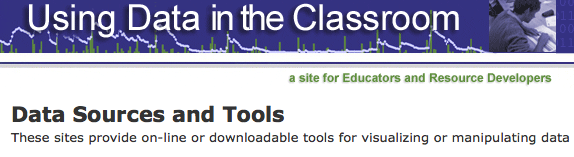 Using Data in the Classroom
a site for Educators and Resource Developers
Data Sources and Tools
These sites provide on-line or downloadable tools for visualizing or manipulating data